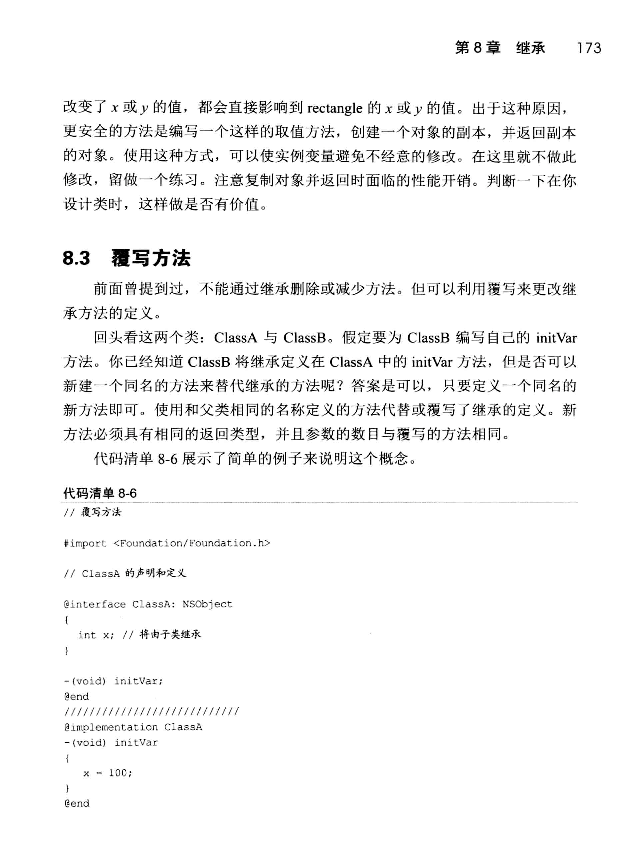 第 8 章 继承 173
改变了 x 或 y 的值，都会直接影响到 rectangle 的 x 或 y 的值。出于这种原因，
更安全的方法是编写一个这样的取值方法，创建一个对象的副本，并返回副本
的对象。使用这种方式，可以使实例变量避免不经意的修改。在这里就不做此
修改，留做一个练习。注意复制对象并返回时面临的性能开销。判断一下在你
设计类时，这样做是否有价值。
8.3 覆写方法
前面曾提到过，不能通过继承删除或减少方法。但可以利用覆写来更改继
承方法的定义。
回头看这两个类：ClassA 与 ClassB。假定要为 ClassB 编写自己的 initVar
方法。你已经知道 ClassB 将继承定义在 ClassA 中的 initVar 方法，但是否可以
新建一个同名的方法来替代继承的方法呢？答案是可以，只要定义一个同名的
新方法即可。使用和父类相同的名称定义的方法代替或覆写了继承的定义。新
方法必须具有相同的返回类型，并且参数的数目与覆写的方法相同。
代码清单 8-6 展示了简单的例子来说明这个概念。
代码清单 8-6
// 覆写方法
#import <Foundation/Foundation.h>
// ClassA 的声明和定义
@interface ClassA: NSObject
{
int x; // 将由子类继承
}
-(void) initVar;
@end
////////////////////////////
@implementation ClassA
-(void) initVar
{
x = 100;
}
@end